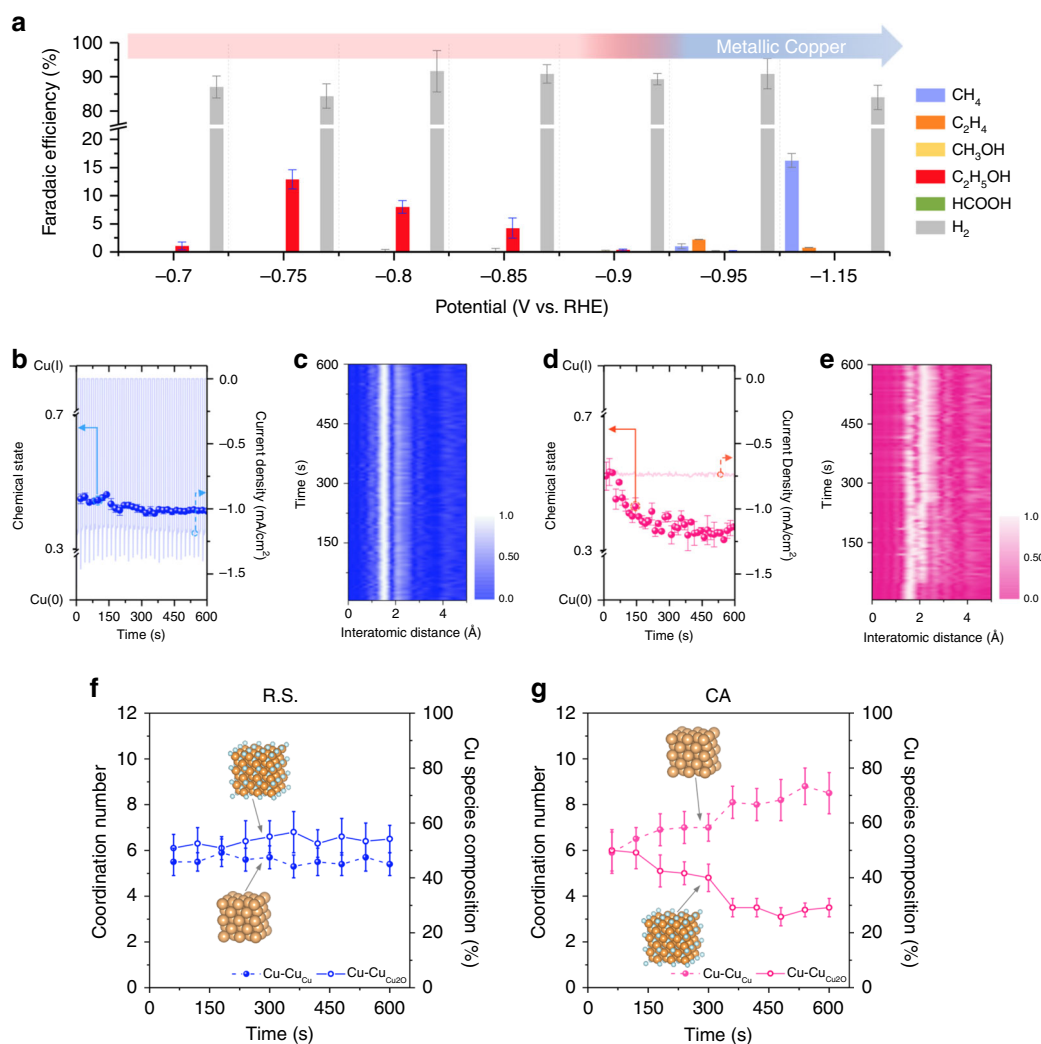 a
Metallic Copper
Faradaic efficiency (%)
100
90
80
20
15
10
5
0
−0.7
−0.75
−0.8
−0.85
−0.9
−0.95
−1.15
Potential (V vs. RHE)
CH4
C2H4
CH3OH
C2H5OH
HCOOH
H2
b
Cu(I)
0.7
0.3
Cu(0)
Chemical state
0.0
−0.5
−1.0
−1.5
Current density (mA/cm2)
0
150
300
450
600
Time (s)
c
600
450
300
150
Time (s)
0
2
4
Interatomic distance (Å)
1.0
0.50
0.0
d
Cu(I)
0.7
0.3
Cu(0)
Chemical state
0.0
−0.5
−1.0
−1.5
Current Density (mA/cm2)
0
150
300
450
600
Time (s)
e
600
450
300
150
Time (s)
0
2
4
Interatomic distance (Å)
1.0
0.50
0.0
f
R.S.
12
10
8
6
4
2
0
Coordination number
100
80
60
40
20
0
Cu species composition (%)
Cu-CuCu
Cu-CuCu2O
0
150
300
450
600
Time (s)
g
CA
12
10
8
6
4
2
0
Coordination number
100
80
60
40
20
0
Cu species composition (%)
Cu-CuCu
Cu-CuCu2O
0
150
300
450
600
Time (s)